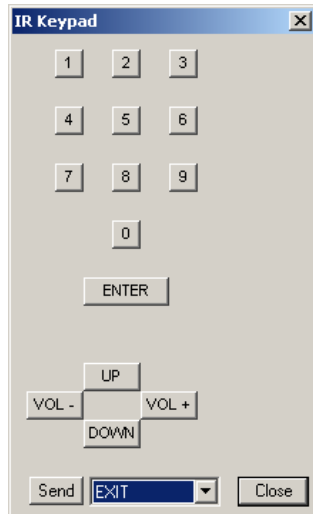 IR Keypad
1 2 3
4 5 6
7 8 9
0
ENTER
UP
VOL - VOL +
DOWN
Send EXIT Close